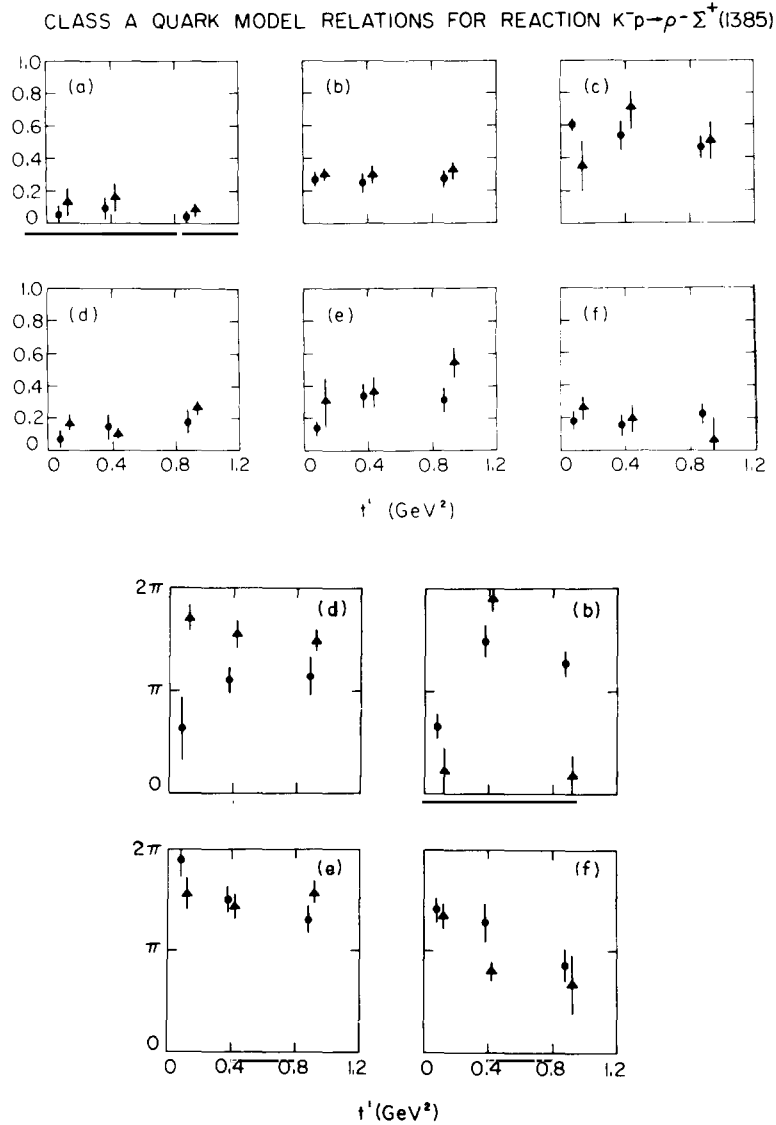 CLASS A QUARK MODEL RELATIONS FOR REACTION K⁻p→ρ⁻Σ⁺(1385)
1.0
0.8
0.6
0.4
0.2
0
(a)
(b)
(c)
1.0
0.8
0.6
0.4
0.2
0
(d)
(e)
(f)
0 0.4 0.8 1.2
0 0.4 0.8 1.2
0 0.4 0.8 1.2
t' (GeV²)
2π
π
0
(d)
(b)
2π
π
0
(e)
(f)
0 0.4 0.8 1.2
0 0.4 0.8 1.2
t' (GeV²)